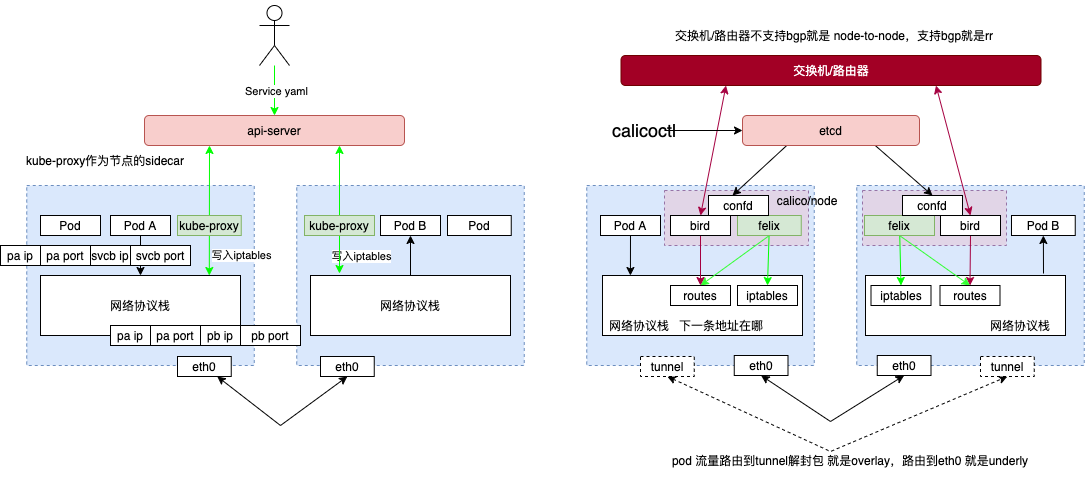 Service yaml
api-server
kube-proxy作为节点的sidecar
Pod
Pod A
kube-proxy
kube-proxy
Pod B
Pod
pa ip
pa port
svcb ip
svcb port
写入iptables
写入iptables
网络协议栈
网络协议栈
pa ip
pa port
pb ip
pb port
eth0
eth0
交换机/路由器不支持bgp就是 node-to-node，支持bgp就是rr
交换机/路由器
calicoctl
etcd
calico/node
confd
confd
Pod A
bird
felix
felix
bird
Pod B
routes
iptables
iptables
routes
网络协议栈
下一条地址在哪
网络协议栈
tunnel
eth0
eth0
tunnel
pod 流量路由到tunnel解封包 就是overlay，路由到eth0 就是underly